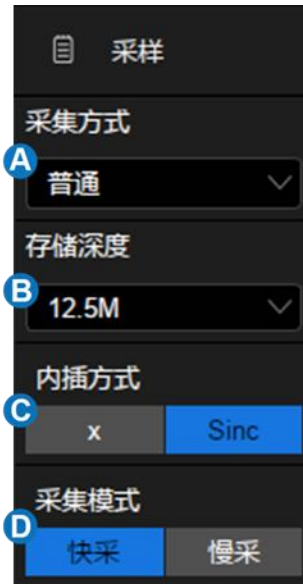 采样
采集方式
A
普通
存储深度
B
12.5M
内插方式
C
x Sinc
采集模式
D
快采 慢采